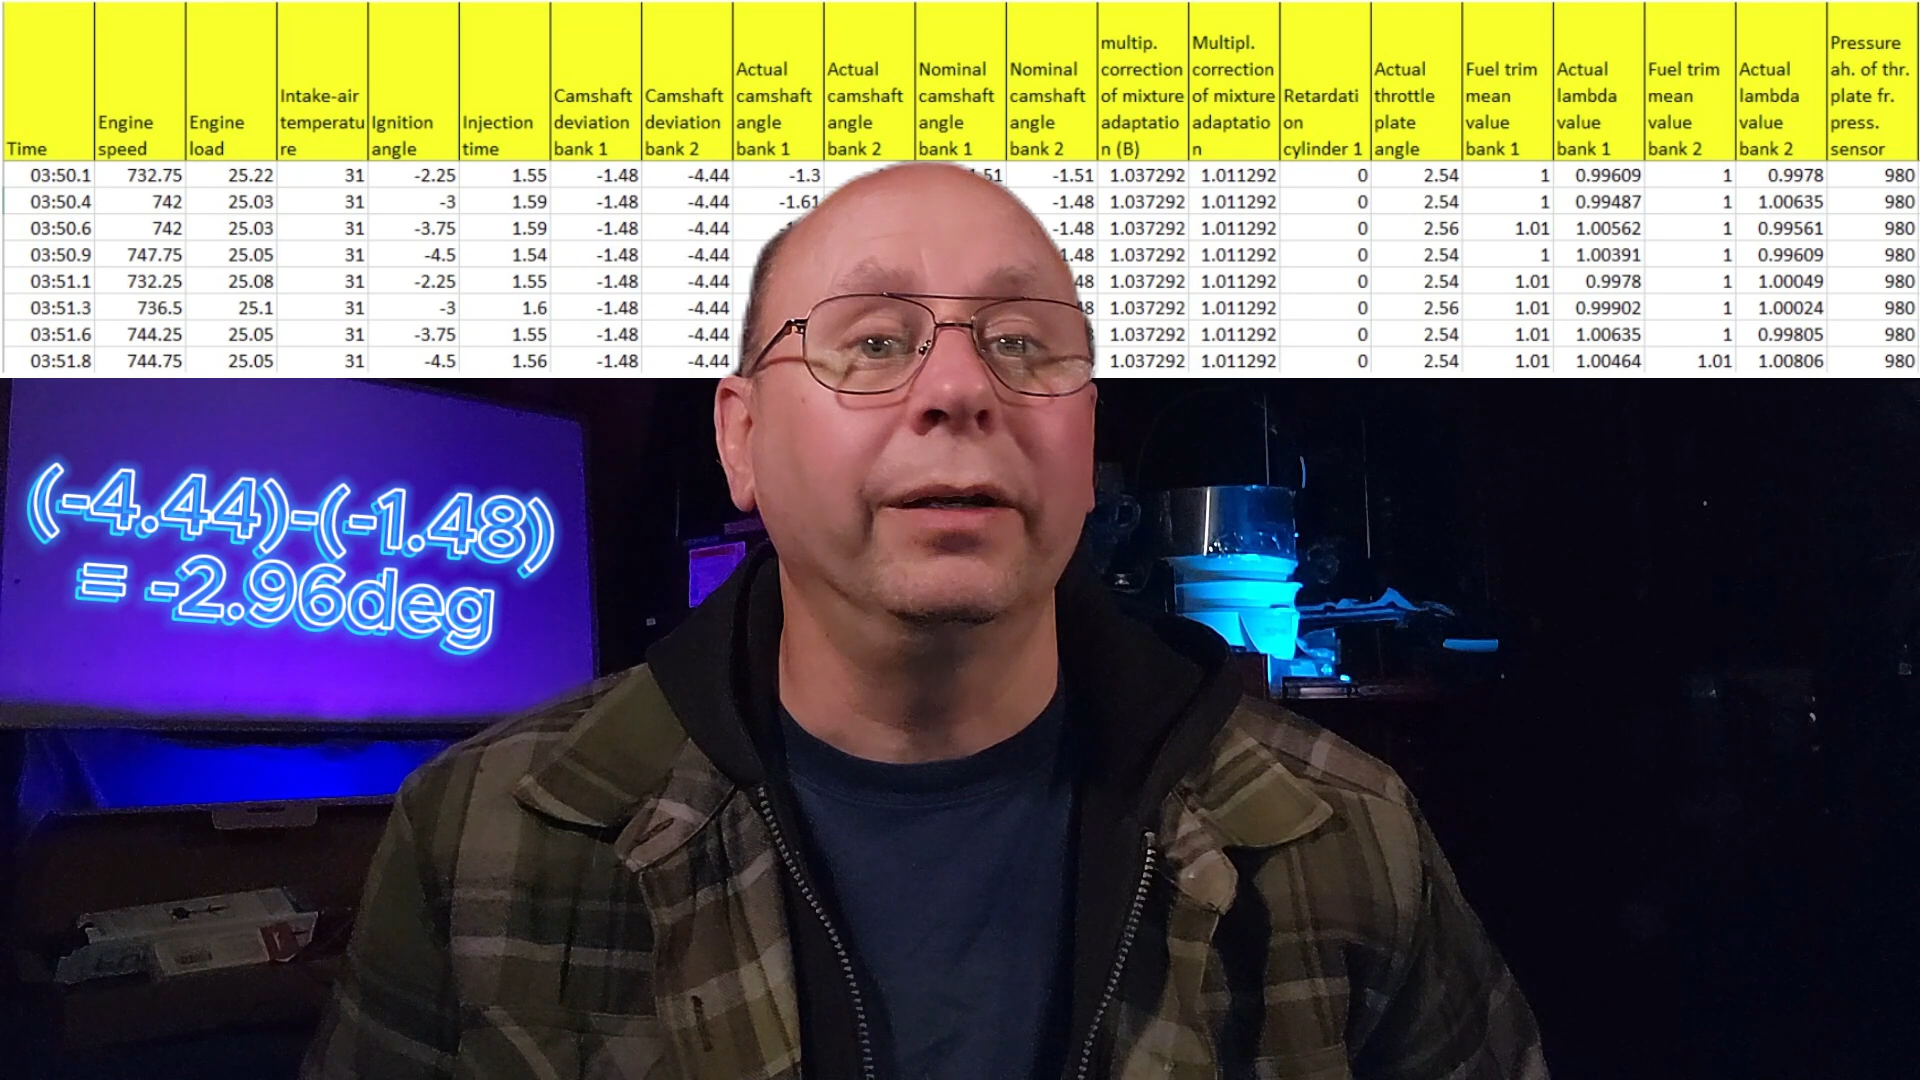 Time Engine speed Engine load Intake-air temperatu re Ignition angle Injection time Camshaft deviation bank 1 Camshaft deviation bank 2 Actual camshaft angle bank 1 Actual camshaft angle bank 2 Nominal camshaft angle bank 1 Nominal camshaft angle bank 2 multip. correction of mixture adaptatio n (B) Multipl. correction of mixture adaptatio n Retardati on cylinder 1 Actual throttle plate angle Fuel trim mean value bank 1 Actual lambda value bank 1 Fuel trim mean value bank 2 Actual lambda value bank 2 Pressure ah. of thr. plate fr. press. sensor
03:50.1 732.75 25.22 31 -2.25 1.55 -1.48 -4.44 -1.3 -1.51 1.037292 1.011292 0 2.54 1 0.99609 1 0.9978 980
03:50.4 742 25.03 31 -3 1.59 -1.48 -4.44 -1.61 -1.48 1.037292 1.011292 0 2.54 1 0.99487 1 1.00635 980
03:50.6 742 25.03 31 -3.75 1.59 -1.48 -4.44 -1.48 1.037292 1.011292 0 2.56 1.01 1.00562 1 0.99561 980
03:50.9 747.75 25.05 31 -4.5 1.54 -1.48 -4.44 1.037292 1.011292 0 2.54 1 1.00391 1 0.99609 980
03:51.1 732.25 25.08 31 -2.25 1.55 -1.48 -4.44 1.037292 1.011292 0 2.54 1.01 0.9978 1 1.00049 980
03:51.3 736.5 25.1 31 -3 1.6 -1.48 -4.44 1.037292 1.011292 0 2.56 1.01 0.99902 1 1.00024 980
03:51.6 744.25 25.05 31 -3.75 1.55 -1.48 -4.44 1.037292 1.011292 0 2.54 1.01 1.00635 1 0.99805 980
03:51.8 744.75 25.05 31 -4.5 1.56 -1.48 -4.44 1.037292 1.011292 0 2.54 1.01 1.00464 1.01 1.00806 980
(-4.44)-(-1.48)
= -2.96deg